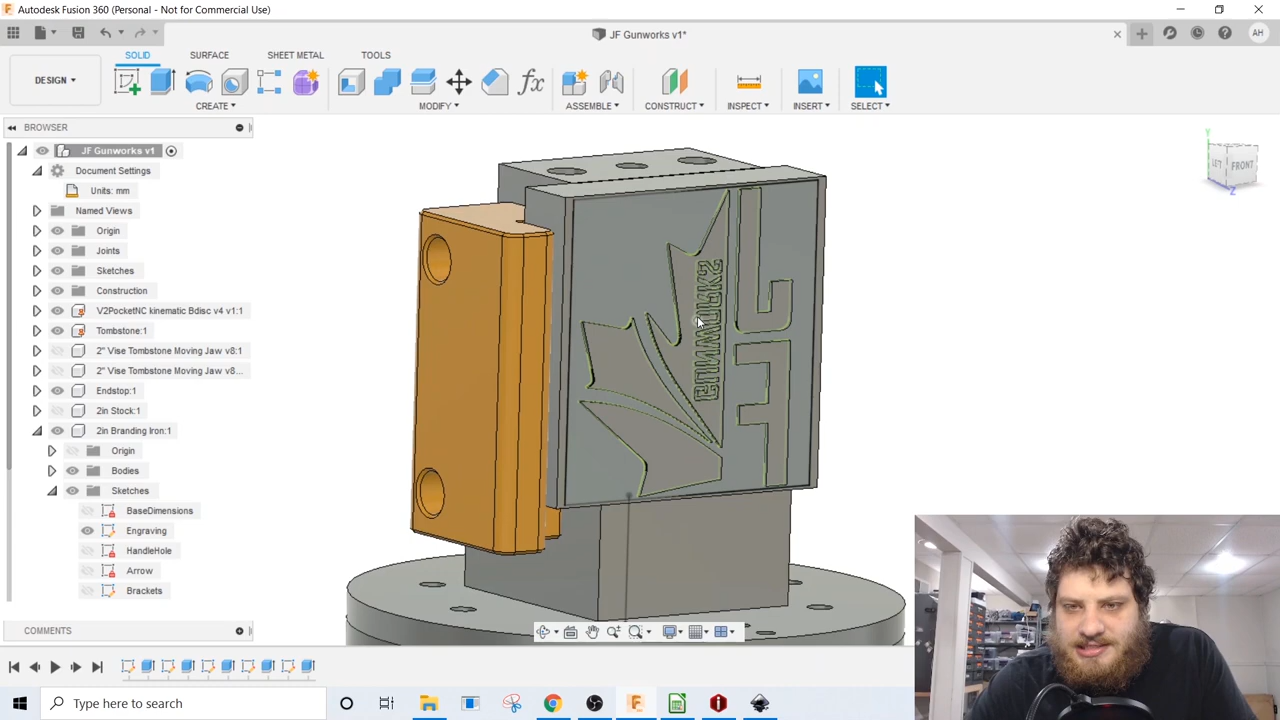 Autodesk Fusion 360 (Personal - Not for Commercial Use)
JF Gunworks v1*
AH
SOLID SURFACE SHEET METAL TOOLS
DESIGN
CREATE MODIFY ASSEMBLE CONSTRUCT INSPECT INSERT SELECT
fx
BROWSER
JF Gunworks v1
Document Settings
Units: mm
Named Views
Origin
Joints
Sketches
Construction
V2PocketNC kinematic Bdisc v4 v1:1
Tombstone:1
2" Vise Tombstone Moving Jaw v8:1
2" Vise Tombstone Moving Jaw v8...
Endstop:1
2in Stock:1
2in Branding Iron:1
Origin
Bodies
Sketches
BaseDimensions
Engraving
HandleHole
Arrow
Brackets
COMMENTS
Y
LEFT FRONT
Z
JF
GUNWORKS
Type here to search